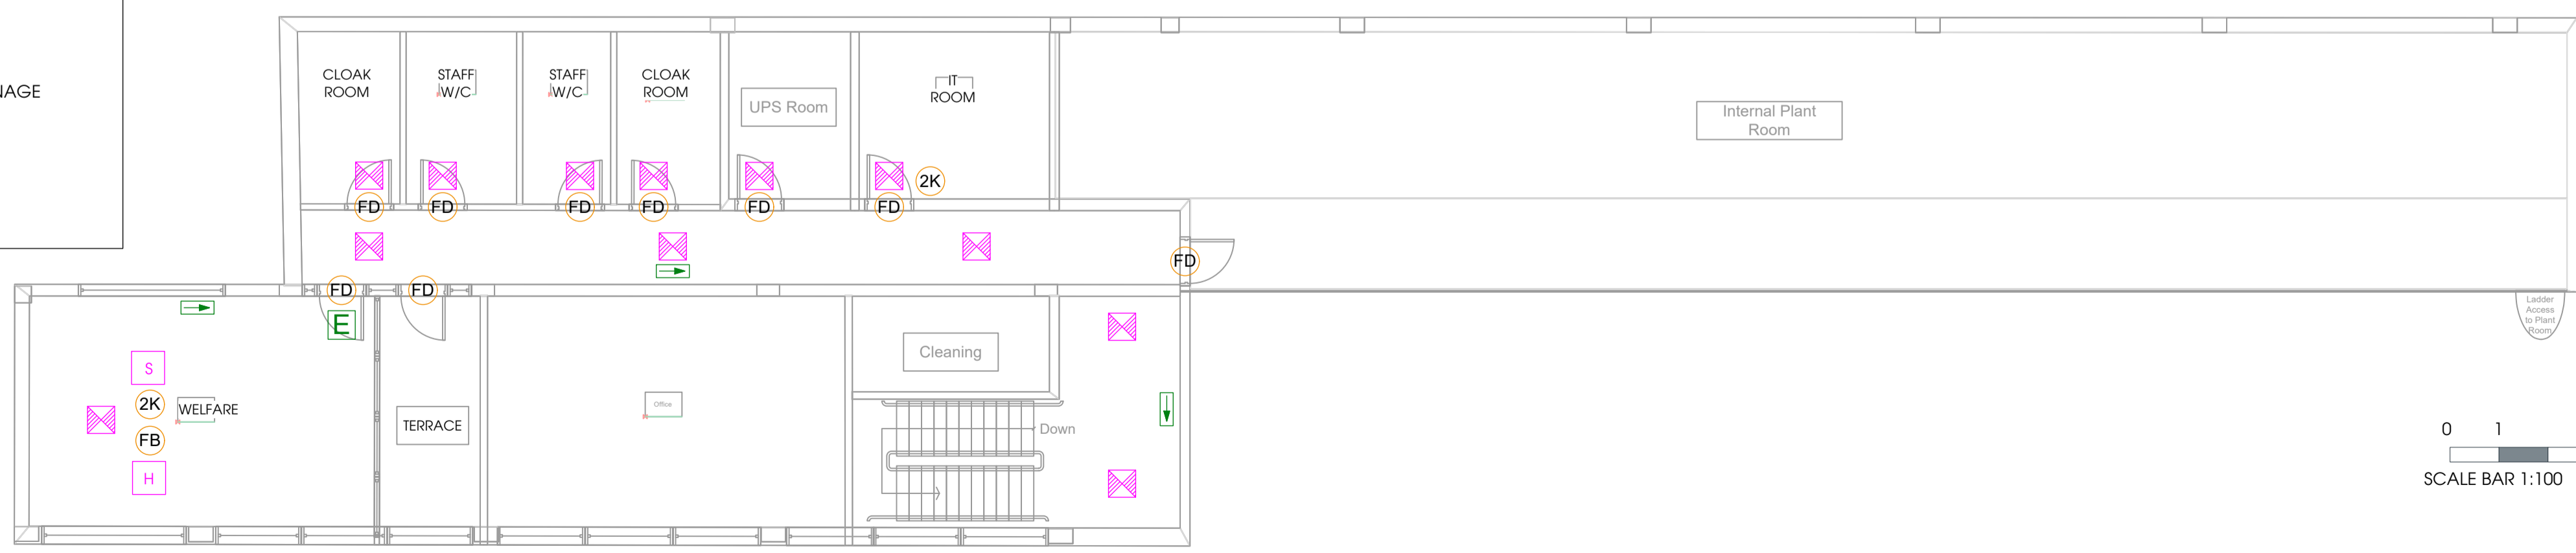 NAGE
CLOAK
ROOM
STAFF
W/C
STAFF
W/C
CLOAK
ROOM
UPS Room
IT
ROOM
Internal Plant
Room
2K
FD
FD
FD
FD
FD
FD
FD
FD
FD
E
Ladder
Access
to Plant
Room
S
2K
WELFARE
FB
H
TERRACE
Office
Cleaning
Down
0 1
SCALE BAR 1:100